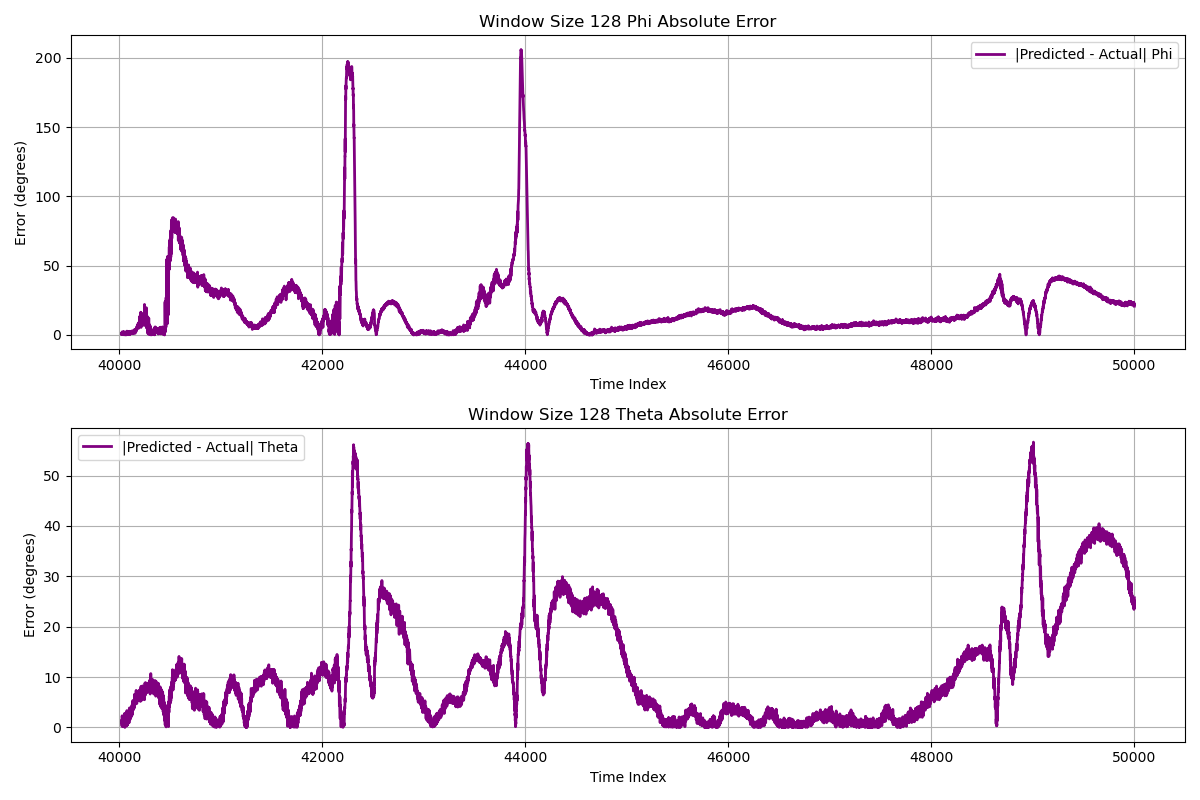 Window Size 128 Phi Absolute Error
|Predicted - Actual| Phi
Error (degrees)
200
150
100
50
0
40000 42000 44000 46000 48000 50000
Time Index
Window Size 128 Theta Absolute Error
|Predicted - Actual| Theta
Error (degrees)
50
40
30
20
10
0
40000 42000 44000 46000 48000 50000
Time Index